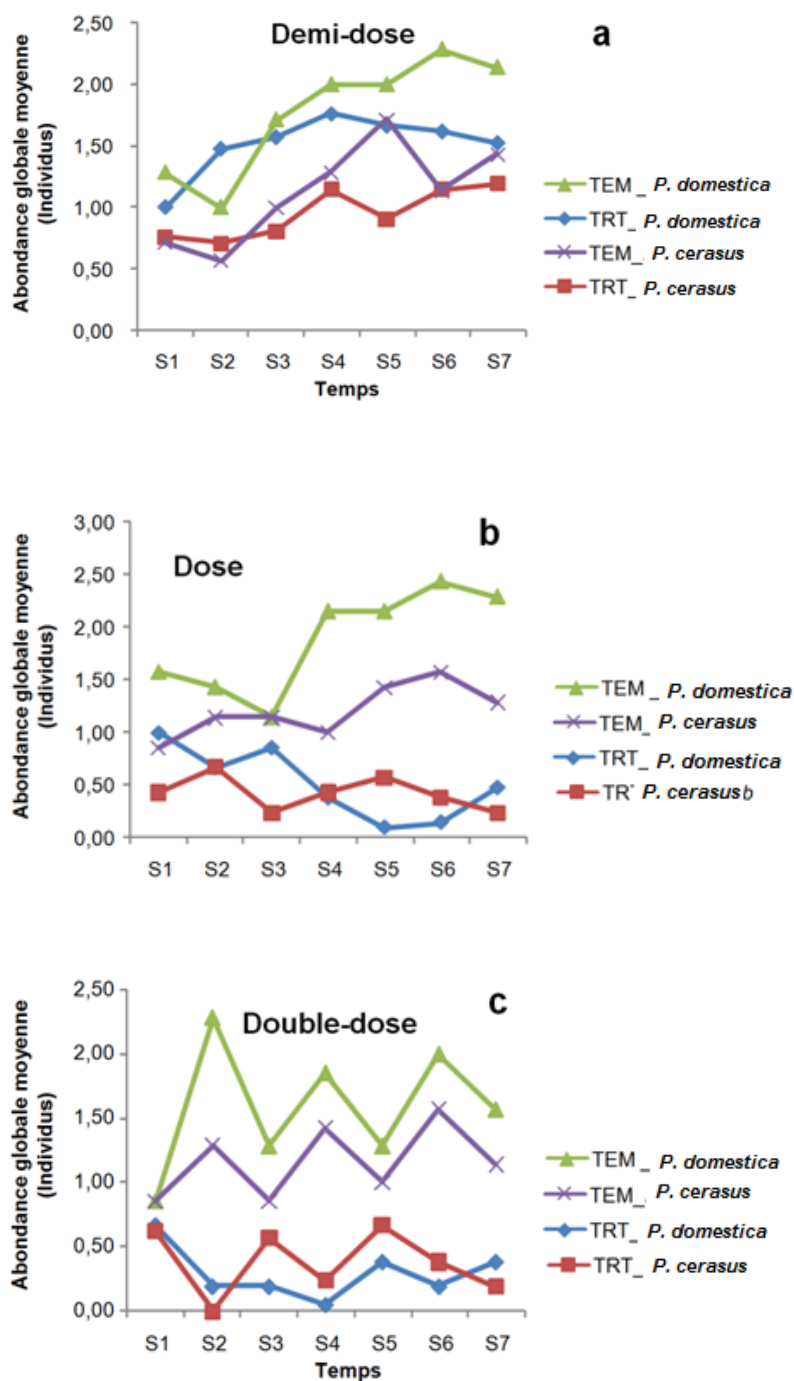 Demi-dose
a
Abondance globale moyenne
(Individus)
2,50
2,00
1,50
1,00
0,50
0,00
S1 S2 S3 S4 S5 S6 S7
Temps
TEM_ P. domestica
TRT_ P. domestica
TEM_ P. cerasus
TRT_ P. cerasus
Dose
b
Abondance globale moyenne
(Individus)
3,00
2,50
2,00
1,50
1,00
0,50
0,00
S1 S2 S3 S4 S5 S6 S7
TEM_ P. domestica
TEM_ P. cerasus
TRT_ P. domestica
TR P. cerasus b
Double-dose
c
Abondance globale moyenne
(Individus)
2,50
2,00
1,50
1,00
0,50
0,00
S1 S2 S3 S4 S5 S6 S7
Temps
TEM_ P. domestica
TEM_ P. cerasus
TRT_ P. domestica
TRT_ P. cerasus